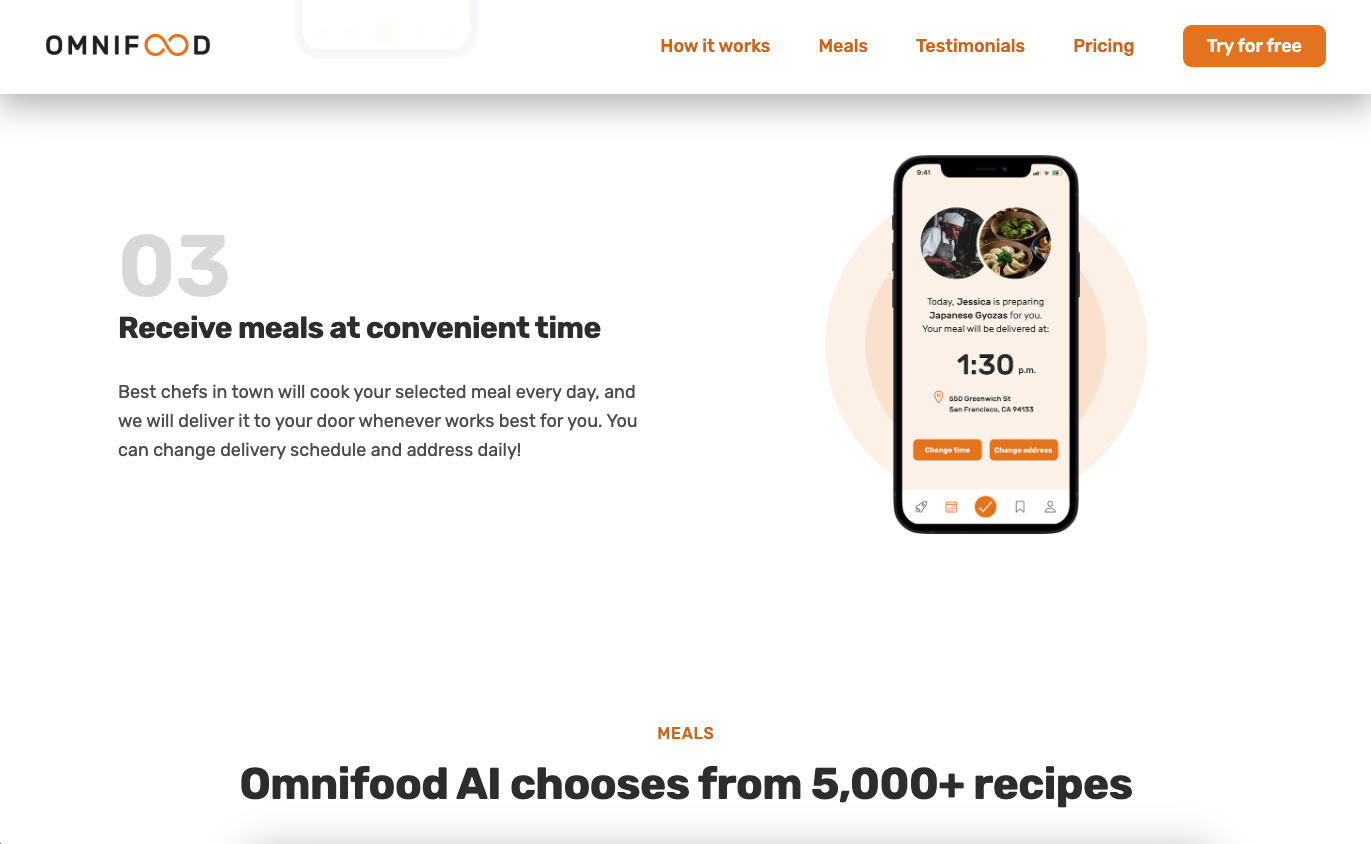 OMNIFOOD
How it works
Meals
Testimonials
Pricing
Try for free
03
Receive meals at convenient time
Best chefs in town will cook your selected meal every day, and
we will deliver it to your door whenever works best for you. You
can change delivery schedule and address daily!
9:41
Today, Jessica is preparing
Japanese Gyozas for you.
Your meal will be delivered at:
1:30 p.m.
550 Greenwich St
San Francisco, CA 94133
Change time
Change address
MEALS
Omnifood AI chooses from 5,000+ recipes